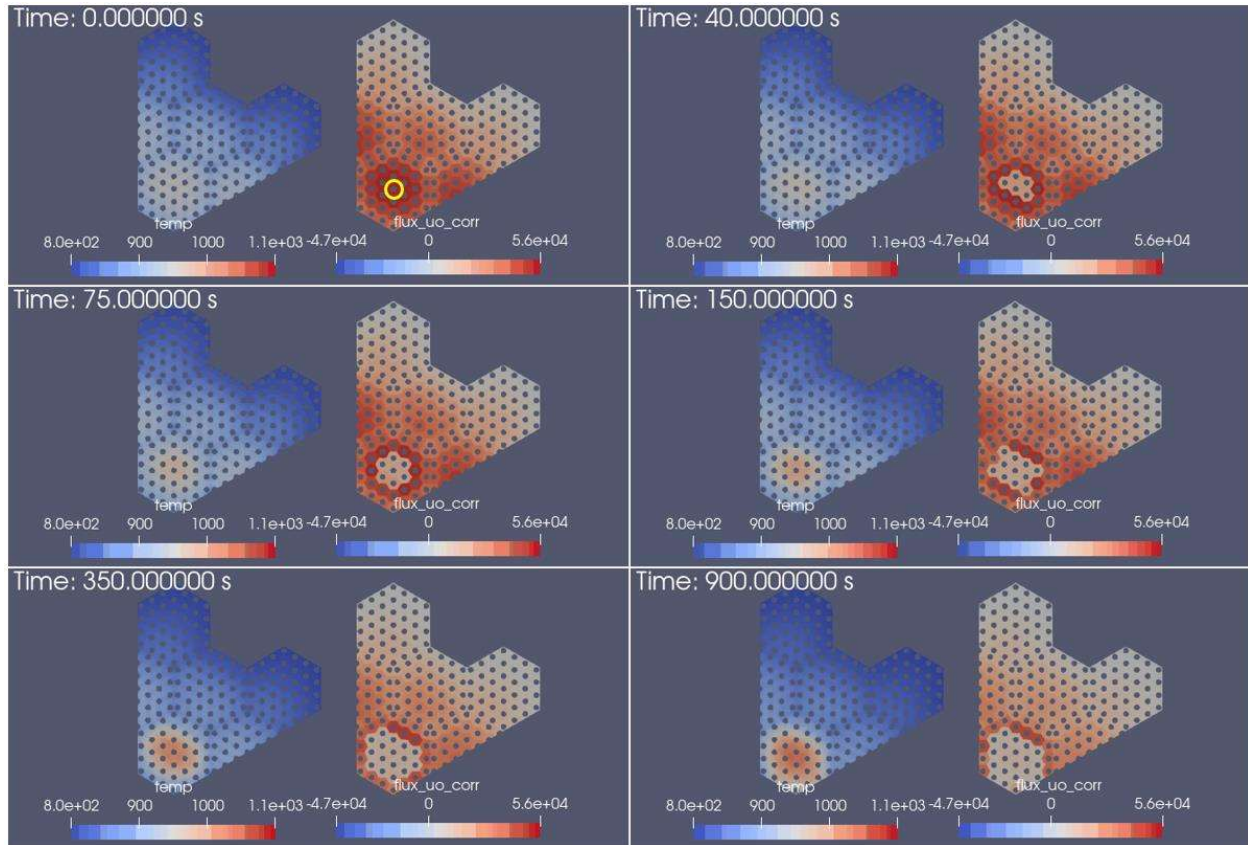 Time: 0.000000 s
temp
8.0e+02 900 1000 1.1e+03
flux_uo_corr
-4.7e+04 0 5.6e+04
Time: 40.000000 s
temp
8.0e+02 900 1000 1.1e+03
flux_uo_corr
-4.7e+04 0 5.6e+04
Time: 75.000000 s
temp
8.0e+02 900 1000 1.1e+03
flux_uo_corr
-4.7e+04 0 5.6e+04
Time: 150.000000 s
temp
8.0e+02 900 1000 1.1e+03
flux_uo_corr
-4.7e+04 0 5.6e+04
Time: 350.000000 s
temp
8.0e+02 900 1000 1.1e+03
flux_uo_corr
-4.7e+04 0 5.6e+04
Time: 900.000000 s
temp
8.0e+02 900 1000 1.1e+03
flux_uo_corr
-4.7e+04 0 5.6e+04